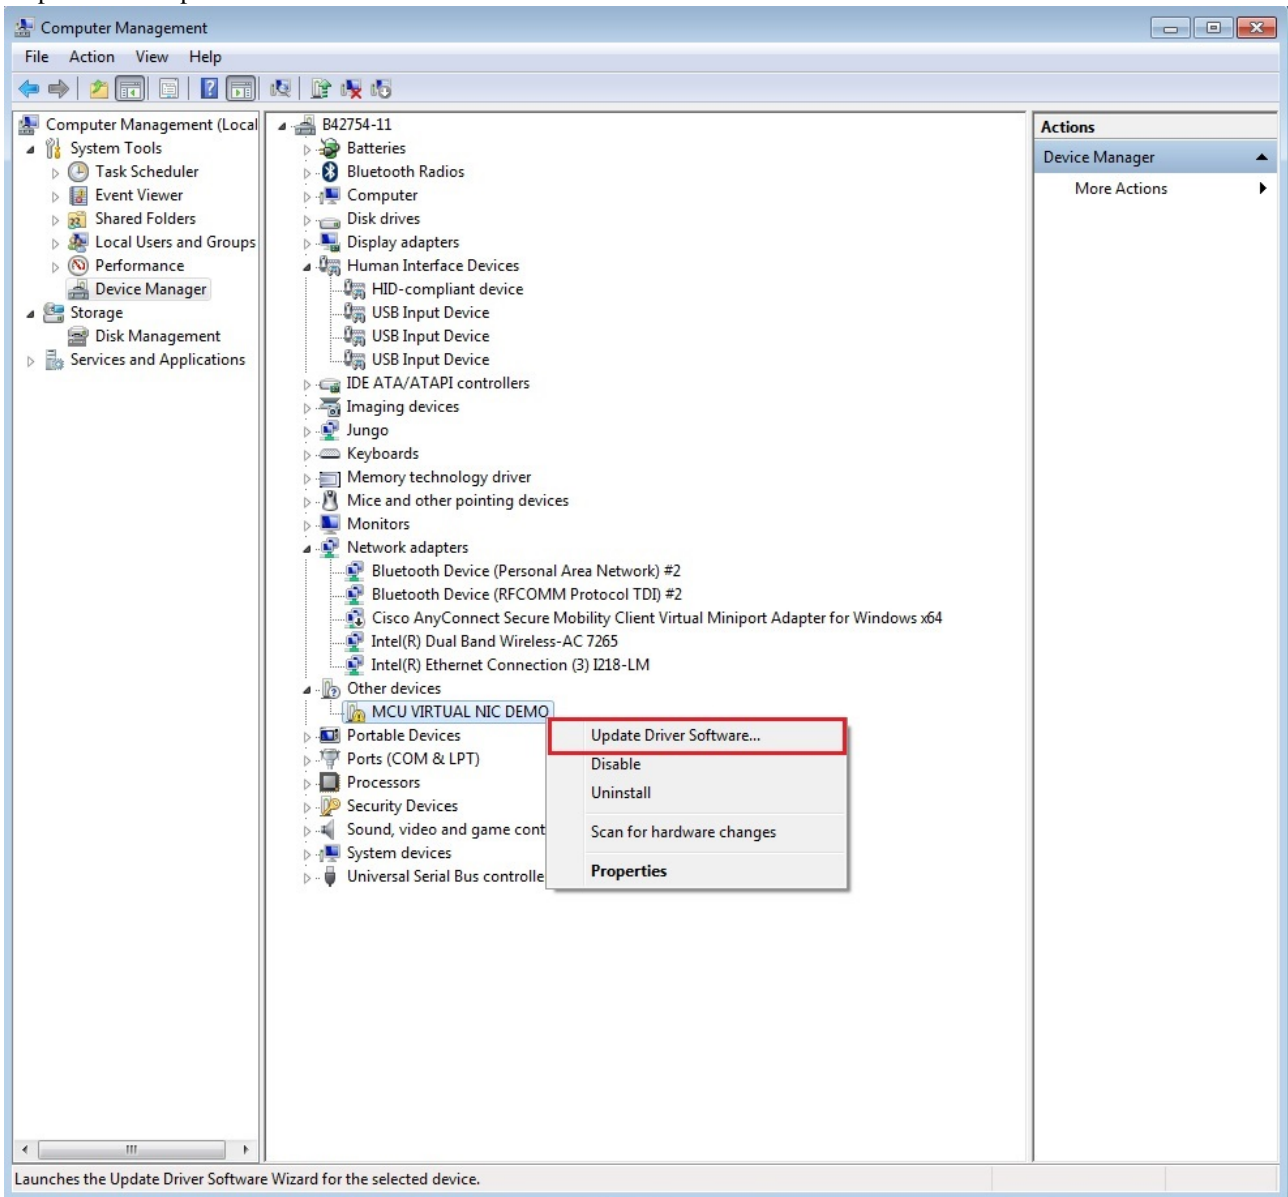 Computer Management
File Action View Help
Computer Management (Local
System Tools
Task Scheduler
Event Viewer
Shared Folders
Local Users and Groups
Performance
Device Manager
Storage
Disk Management
Services and Applications
B42754-11
Batteries
Bluetooth Radios
Computer
Disk drives
Display adapters
Human Interface Devices
HID-compliant device
USB Input Device
USB Input Device
USB Input Device
IDE ATA/ATAPI controllers
Imaging devices
Jungo
Keyboards
Memory technology driver
Mice and other pointing devices
Monitors
Network adapters
Bluetooth Device (Personal Area Network) #2
Bluetooth Device (RFCOMM Protocol TDI) #2
Cisco AnyConnect Secure Mobility Client Virtual Miniport Adapter for Windows x64
Intel(R) Dual Band Wireless-AC 7265
Intel(R) Ethernet Connection (3) I218-LM
Other devices
MCU VIRTUAL NIC DEMO
Portable Devices
Ports (COM & LPT)
Processors
Security Devices
Sound, video and game cont
System devices
Universal Serial Bus controlle
Update Driver Software...
Disable
Uninstall
Scan for hardware changes
Properties
Actions
Device Manager
More Actions
Launches the Update Driver Software Wizard for the selected device.